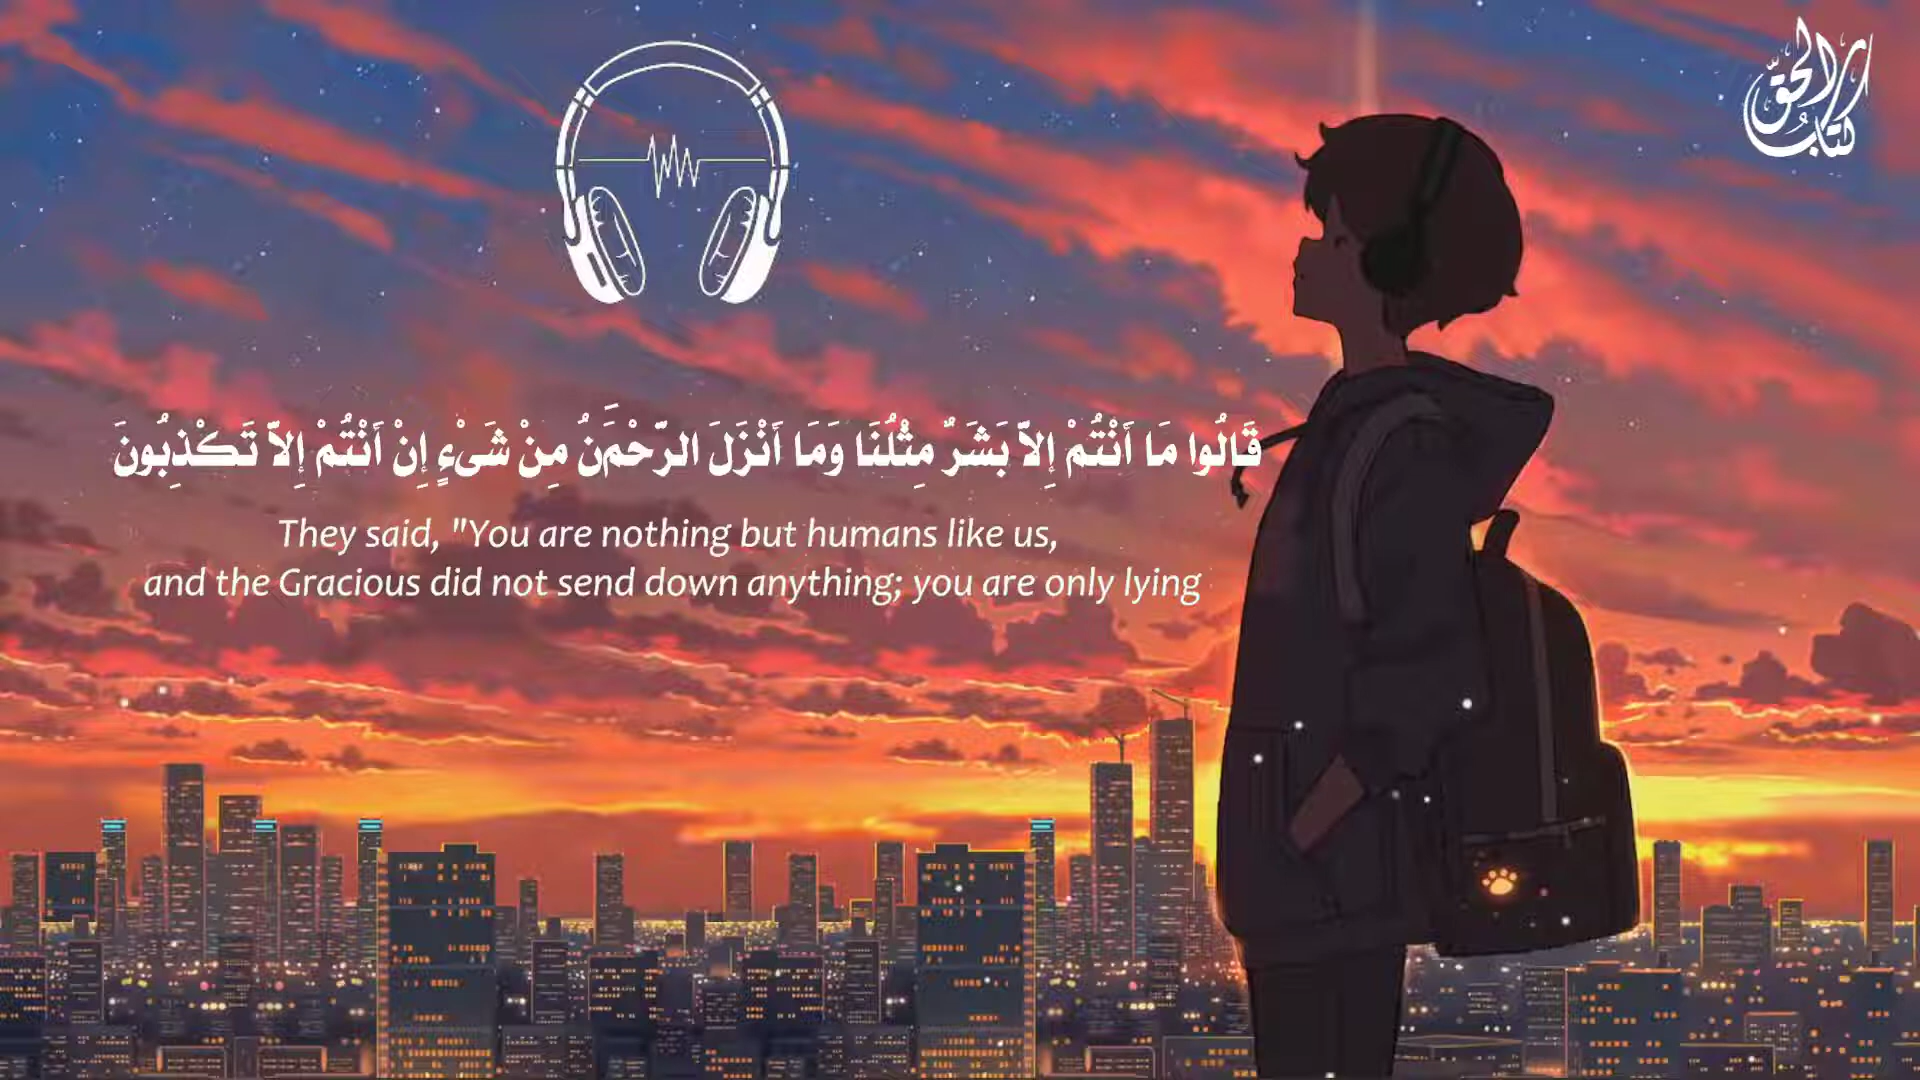 كتاب الحق
قَالُوا مَا أَنْتُمْ إِلاّ بَشَرٌ مِثْلُنَا وَمَا أَنْزَلَ الرّحْمَنُ مِنْ شَىْءٍ إِنْ أَنْتُمْ إِلاّ تَكْذِبُونَ
They said, "You are nothing but humans like us,
and the Gracious did not send down anything; you are only lying